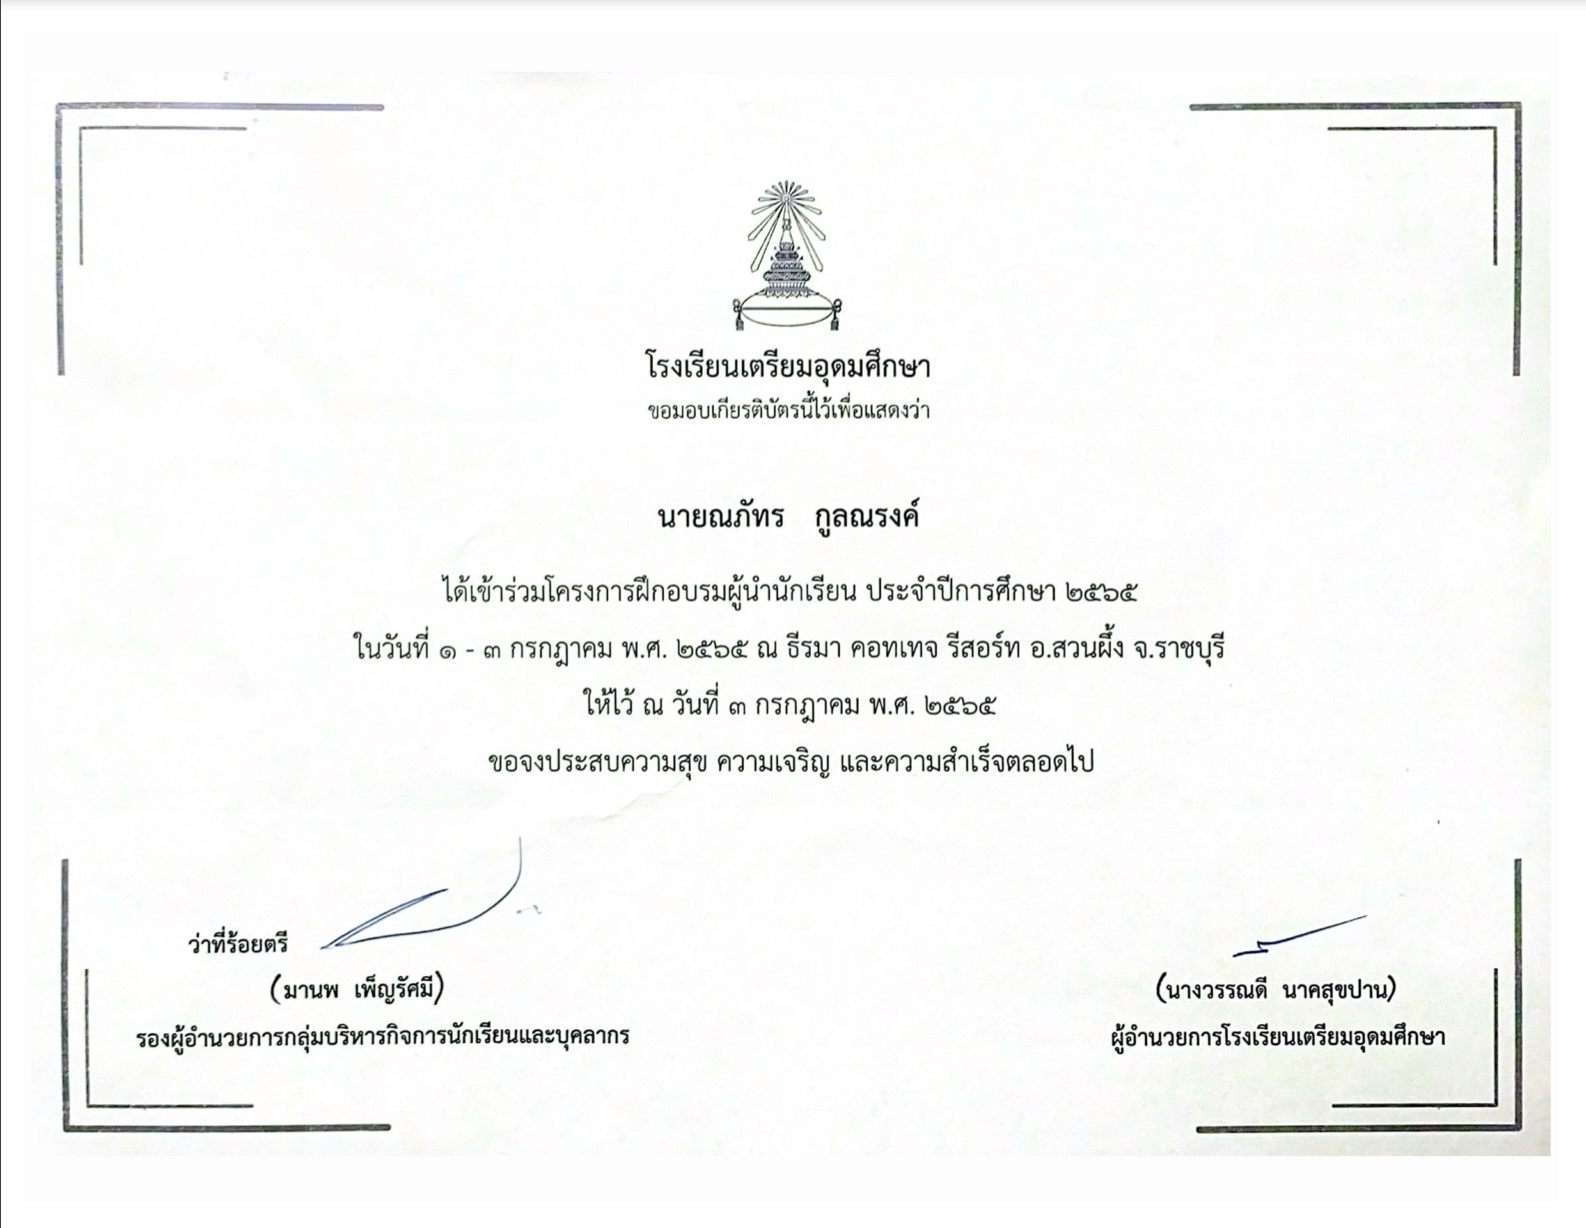 โรงเรียนเตรียมอุดมศึกษา
ขอมอบเกียรติบัตรนี้ไว้เพื่อแสดงว่า
นายณภัทร กูลณรงค์
ได้เข้าร่วมโครงการฝึกอบรมผู้นำนักเรียน ประจำปีการศึกษา ๒๕๖๕
ในวันที่ ๑ - ๓ กรกฎาคม พ.ศ. ๒๕๖๕ ณ ธีรมา คอทเทจ รีสอร์ท อ.สวนผึ้ง จ.ราชบุรี
ให้ไว้ ณ วันที่ ๓ กรกฎาคม พ.ศ. ๒๕๖๕
ขอจงประสบความสุข ความเจริญ และความสำเร็จตลอดไป
ว่าที่ร้อยตรี
(มานพ เพ็ญรัศมี)
รองผู้อำนวยการกลุ่มบริหารกิจการนักเรียนและบุคลากร
(นางวรรณดี นาคสุขปาน)
ผู้อำนวยการโรงเรียนเตรียมอุดมศึกษา